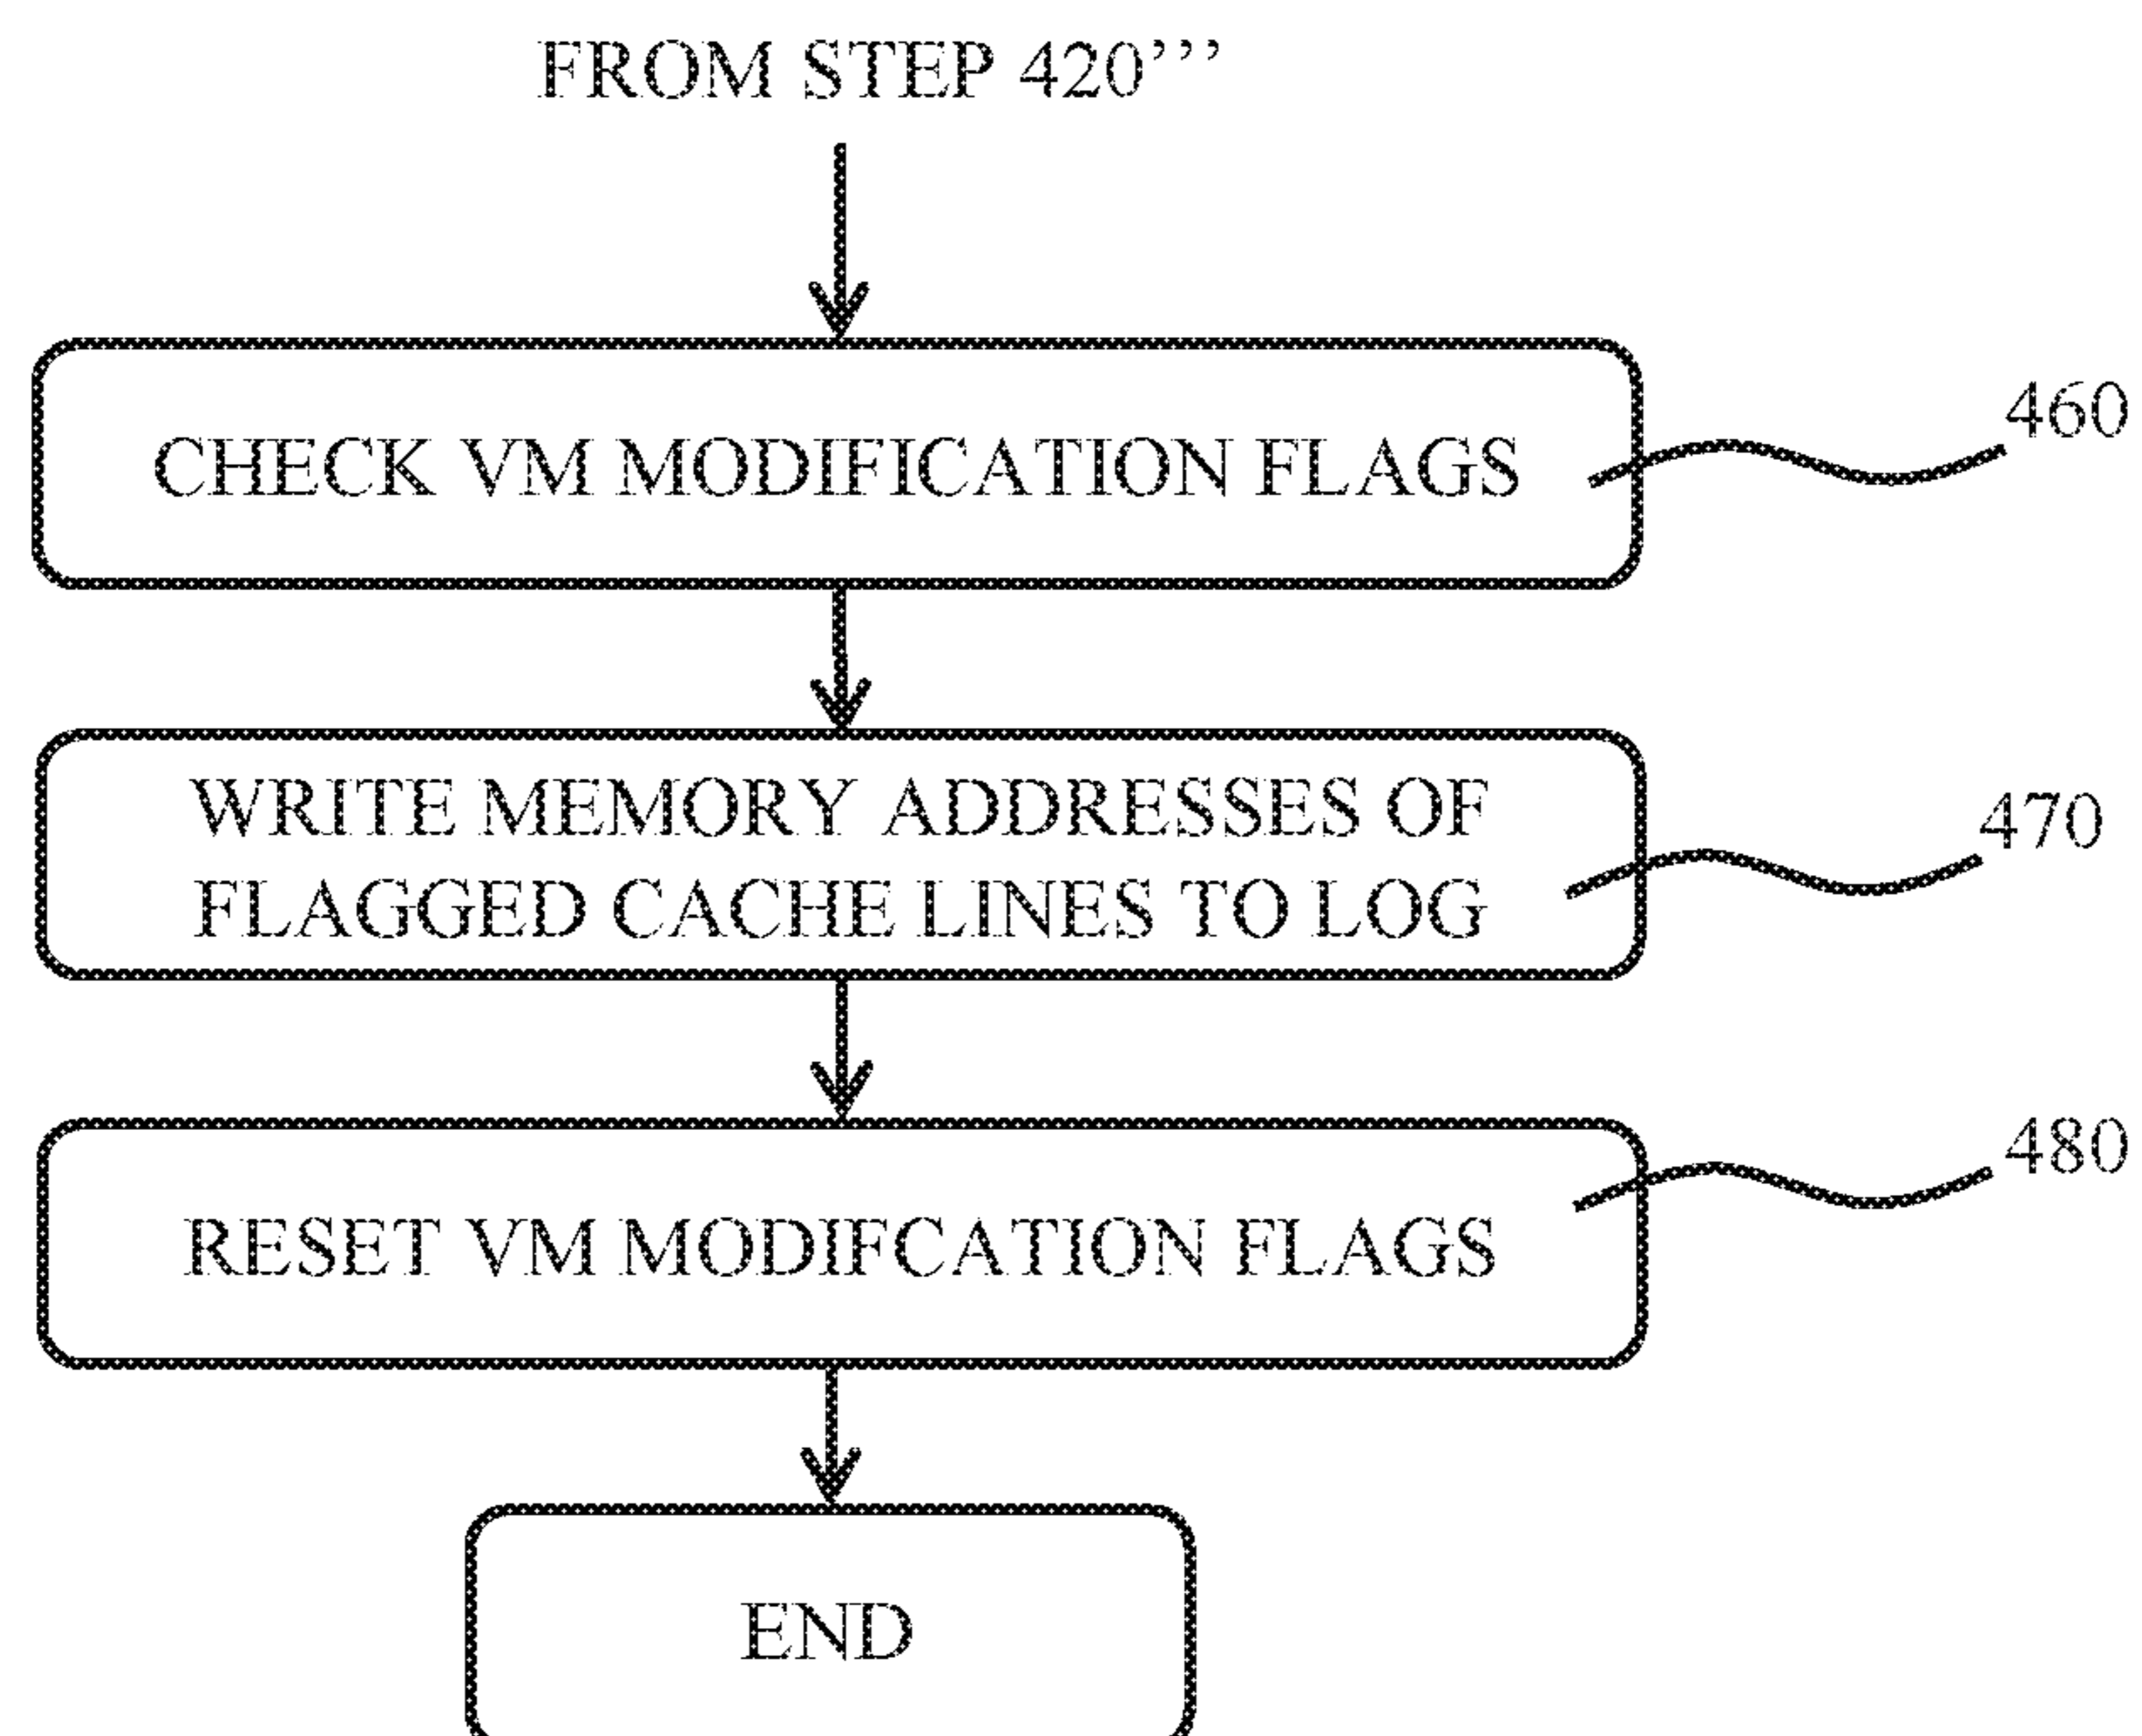 FROM STEP 420’’’
CHECK VM MODIFICATION FLAGS
460
WRITE MEMORY ADDRESSES OF
FLAGGED CACHE LINES TO LOG
470
RESET VM MODIFCATION FLAGS
480
END